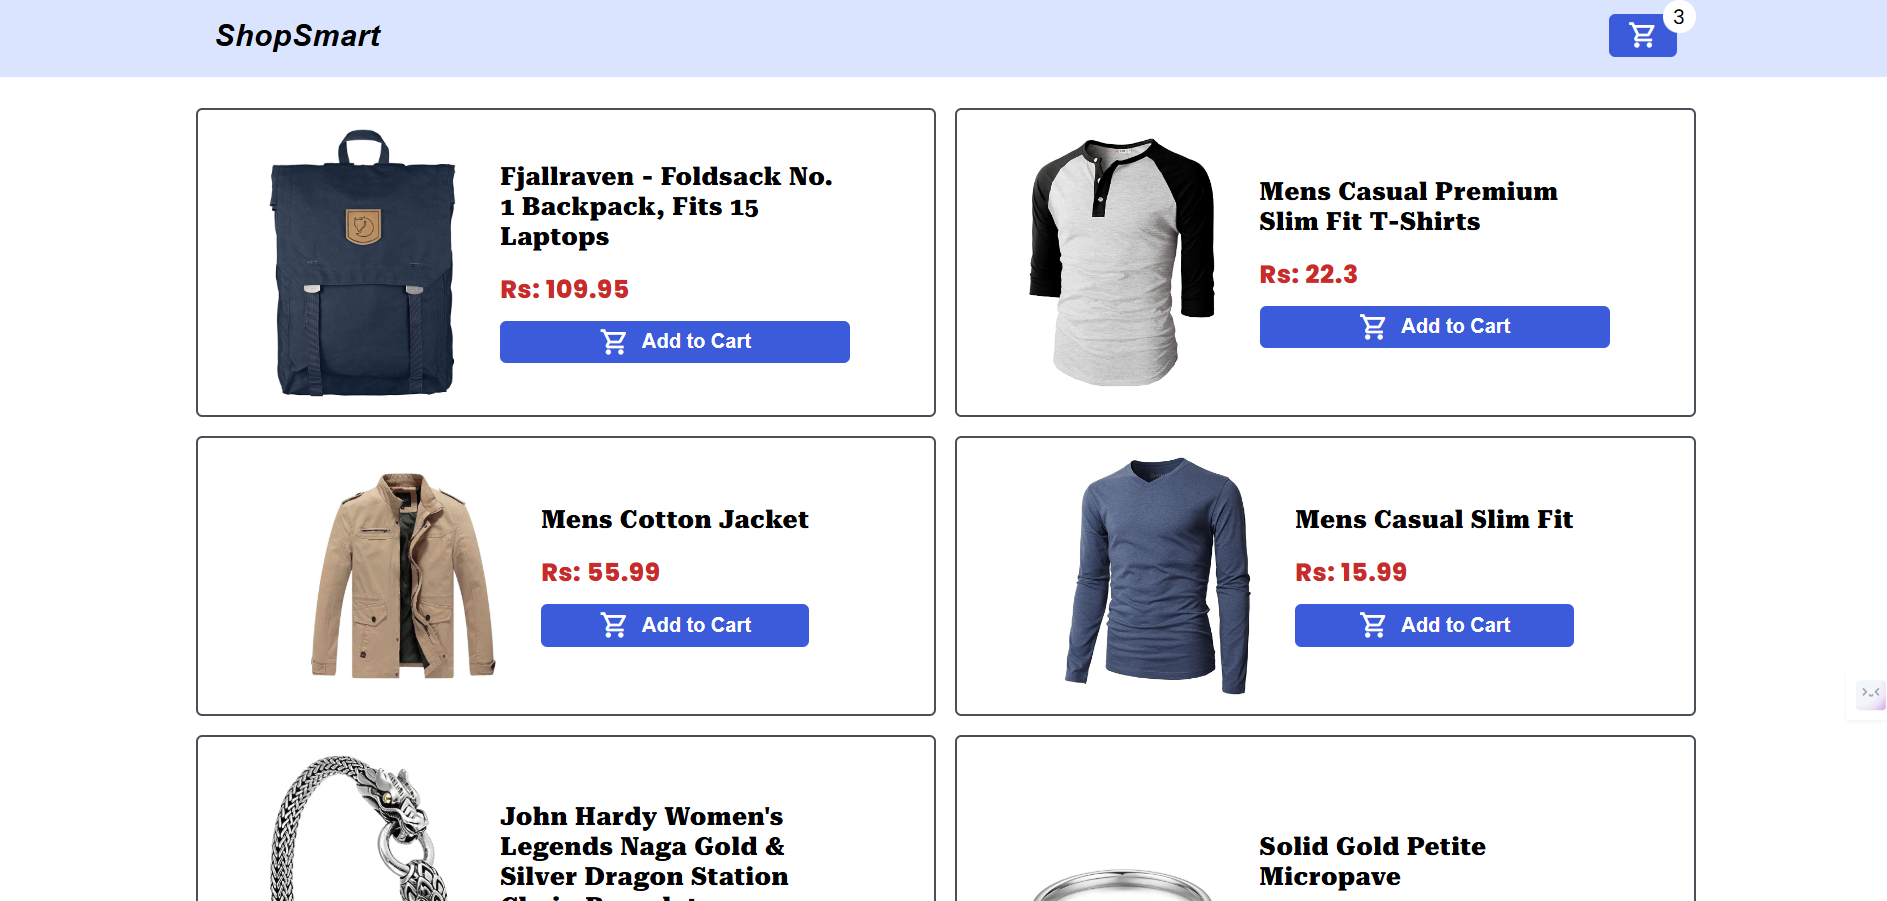 ShopSmart
3
Fjallraven - Foldsack No.
1 Backpack, Fits 15
Laptops
Rs: 109.95
Add to Cart
Mens Casual Premium
Slim Fit T-Shirts
Rs: 22.3
Add to Cart
Mens Cotton Jacket
Rs: 55.99
Add to Cart
Mens Casual Slim Fit
Rs: 15.99
Add to Cart
John Hardy Women's
Legends Naga Gold &
Silver Dragon Station
Solid Gold Petite
Micropave